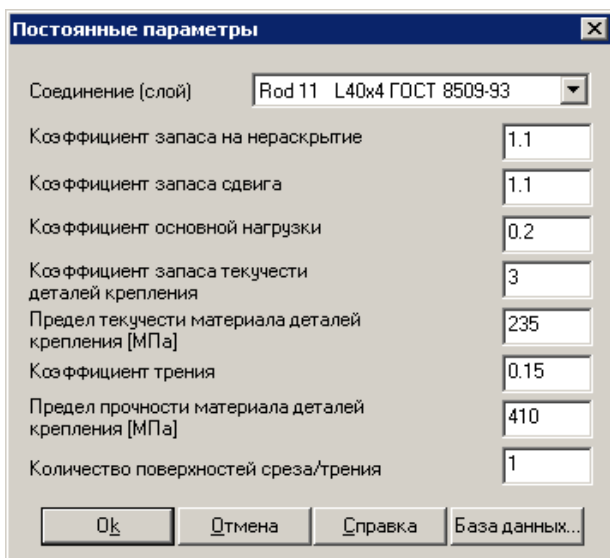 Постоянные параметры
Соединение (слой) Rod 11 L40x4 ГОСТ 8509-93
Коэффициент запаса на нераскрытие 1.1
Коэффициент запаса сдвига 1.1
Коэффициент основной нагрузки 0.2
Коэффициент запаса текучести
деталей крепления 3
Предел текучести материала деталей
крепления [МПа] 235
Коэффициент трения 0.15
Предел прочности материала деталей
крепления [МПа] 410
Количество поверхностей среза/трения 1
Ok Отмена Справка База данных...